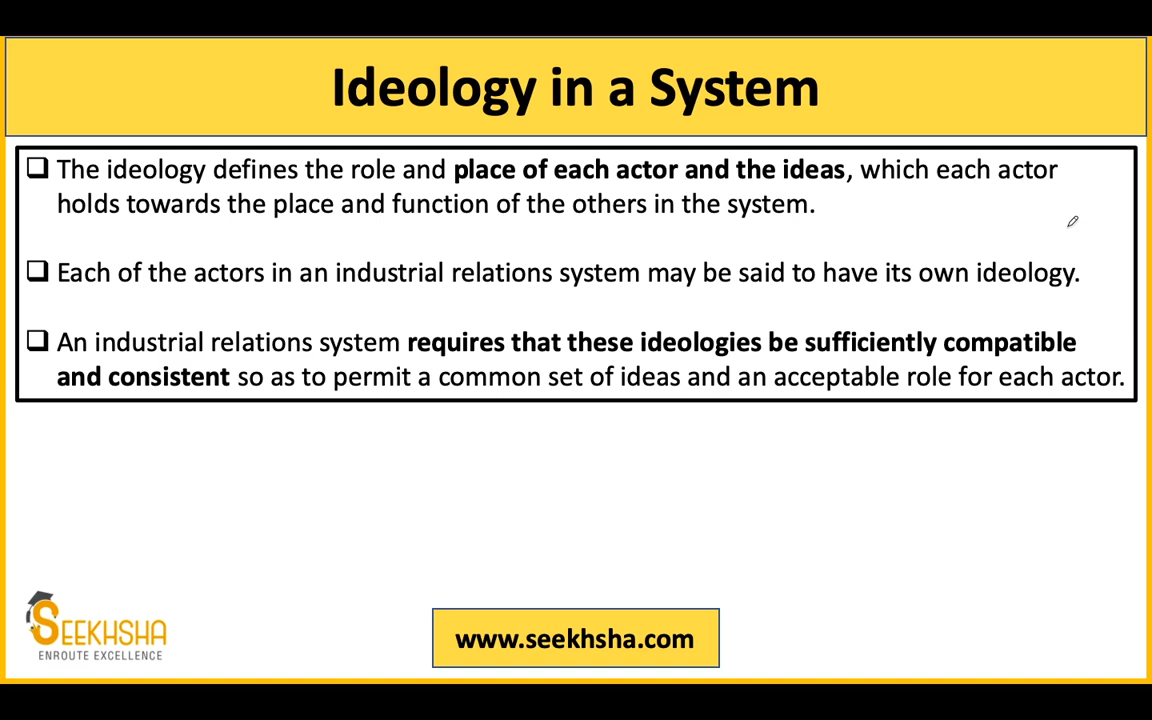 Ideology in a System
❑ The ideology defines the role and place of each actor and the ideas, which each actor
holds towards the place and function of the others in the system.
❑ Each of the actors in an industrial relations system may be said to have its own ideology.
❑ An industrial relations system requires that these ideologies be sufficiently compatible
and consistent so as to permit a common set of ideas and an acceptable role for each actor.
SEEKHSHA
ENROUTE EXCELLENCE
www.seekhsha.com